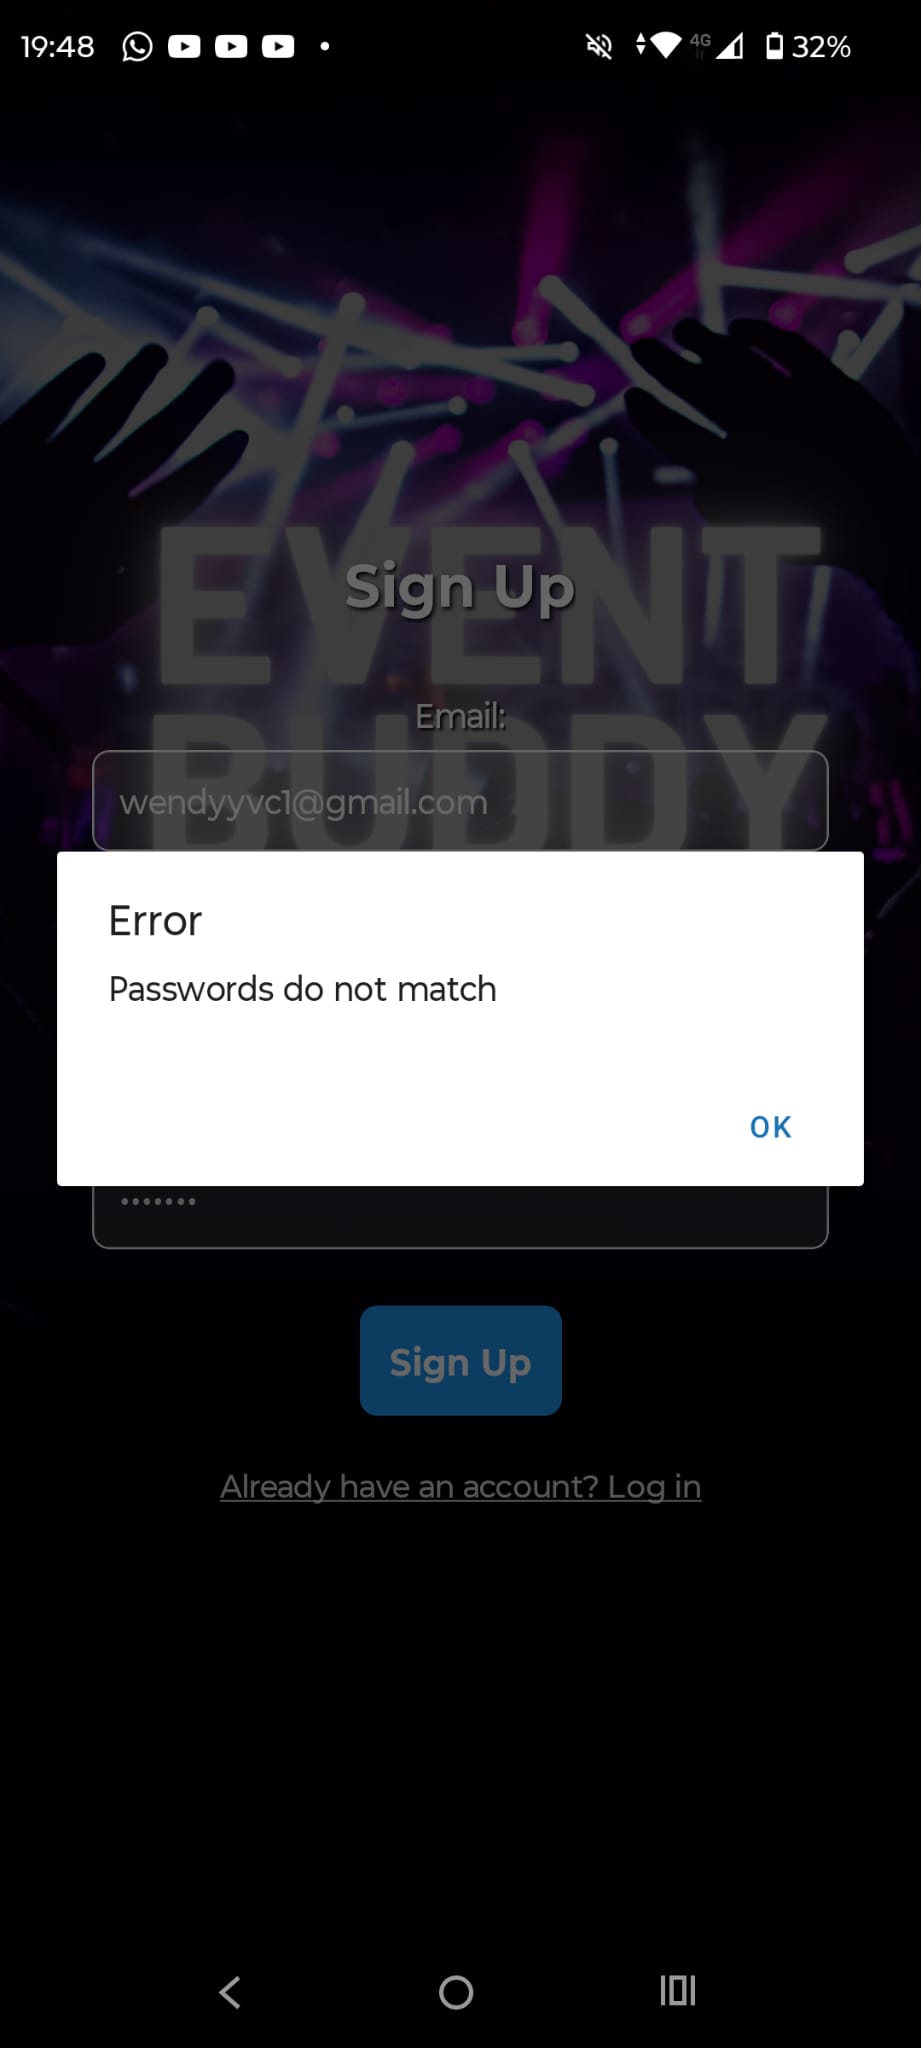 19:48
4G
32%
EVENT
Sign Up
Email:
BUDDY
wendyyvc1@gmail.com
Error
Passwords do not match
OK
•••••••
Sign Up
Already have an account? Log in